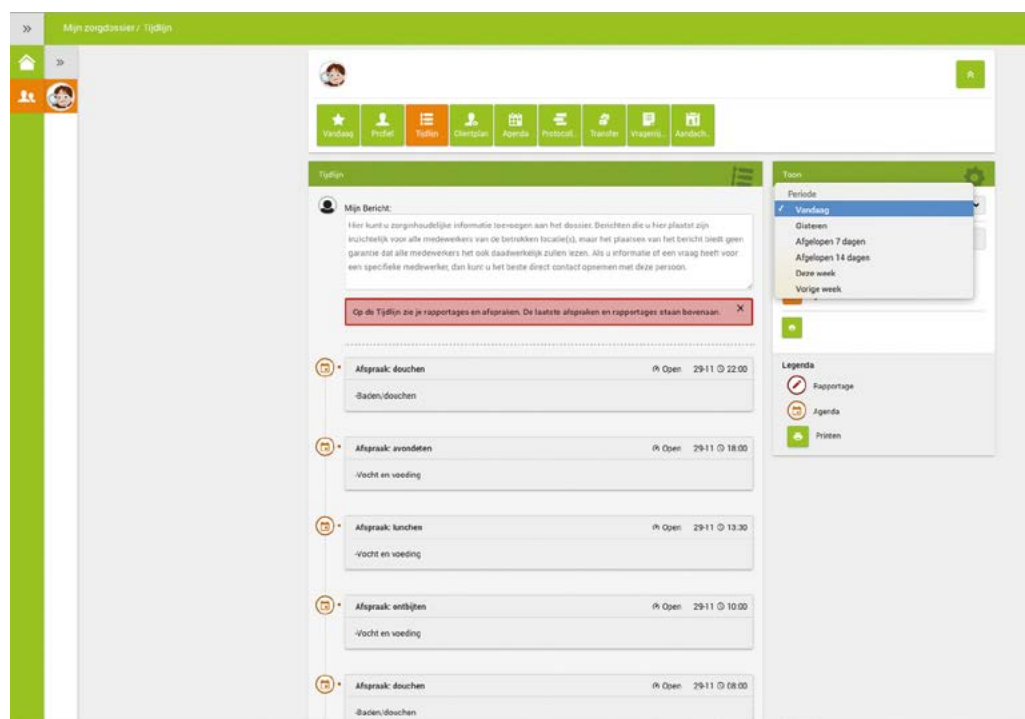 Mijn zorgdossier / Tijdlijn
Vandaag
Profiel
Tijdlijn
Cliëntplan
Agenda
Protocoll..
Transfer
Vragenlij..
Aandach..
Tijdlijn
Mijn Bericht:
Hier kunt u zorginhoudelijke informatie toevoegen aan het dossier. Berichten die u hier plaatst zijn
inzichtelijk voor alle medewerkers van de betrokken locatie(s), maar het plaatsen van het bericht biedt geen
garantie dat alle medewerkers het ook daadwerkelijk zullen lezen. Als u informatie of een vraag heeft voor
een specifieke medewerker, dan kunt u het beste direct contact opnemen met deze persoon.
Op de Tijdlijn zie je rapportages en afspraken. De laatste afspraken en rapportages staan bovenaan.
Afspraak: douchen Open 29-11 22:00
-Baden/douchen
Afspraak: avondeten Open 29-11 18:00
-Vocht en voeding
Afspraak: lunchen Open 29-11 13:30
-Vocht en voeding
Afspraak: ontbijten Open 29-11 10:00
-Vocht en voeding
Afspraak: douchen Open 29-11 08:00
-Baden/douchen
Toon
Periode
✓ Vandaag
Gisteren
Afgelopen 7 dagen
Afgelopen 14 dagen
Deze week
Vorige week
Legenda
Rapportage
Agenda
Printen